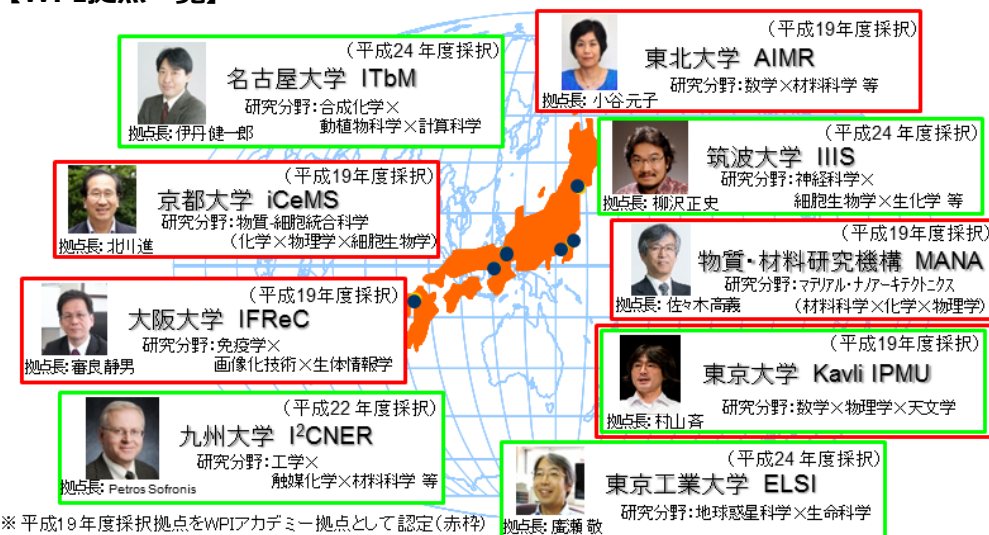 【WPI拠点一覧】
(平成24年度採択)
名古屋大学 ITbM
研究分野:合成化学×
動植物科学×計算科学
拠点長:伊丹健一郎
(平成19年度採択)
東北大学 AIMR
研究分野:数学×材料科学 等
拠点長:小谷元子
(平成24年度採択)
筑波大学 IIIS
研究分野:神経科学×
細胞生物学×生化学 等
拠点長:柳沢正史
(平成19年度採択)
京都大学 iCeMS
研究分野:物質-細胞統合科学
(化学×物理学×細胞生物学)
拠点長:北川進
(平成19年度採択)
物質・材料研究機構 MANA
研究分野:マテリアル・ナノアーキテクトニクス
(材料科学×化学×物理学)
拠点長:佐々木高義
(平成19年度採択)
大阪大学 IFReC
研究分野:免疫学×
画像化技術×生体情報学
拠点長:審良静男
(平成19年度採択)
東京大学 Kavli IPMU
研究分野:数学×物理学×天文学
拠点長:村山斉
(平成22年度採択)
九州大学 I²CNER
研究分野:工学×
触媒化学×材料科学 等
拠点長:Petros Sofronis
(平成24年度採択)
東京工業大学 ELSI
研究分野:地球惑星科学×生命科学
拠点長:廣瀬敬
※平成19年度採択拠点をWPIアカデミー拠点として認定(赤枠)